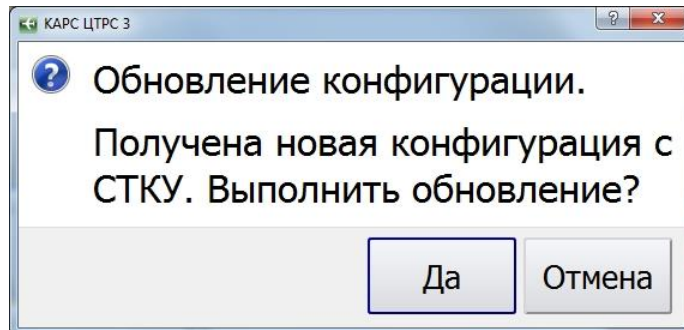 КАРС ЦТРС 3
Обновление конфигурации.
Получена новая конфигурация с
СТКУ. Выполнить обновление?
Да
Отмена